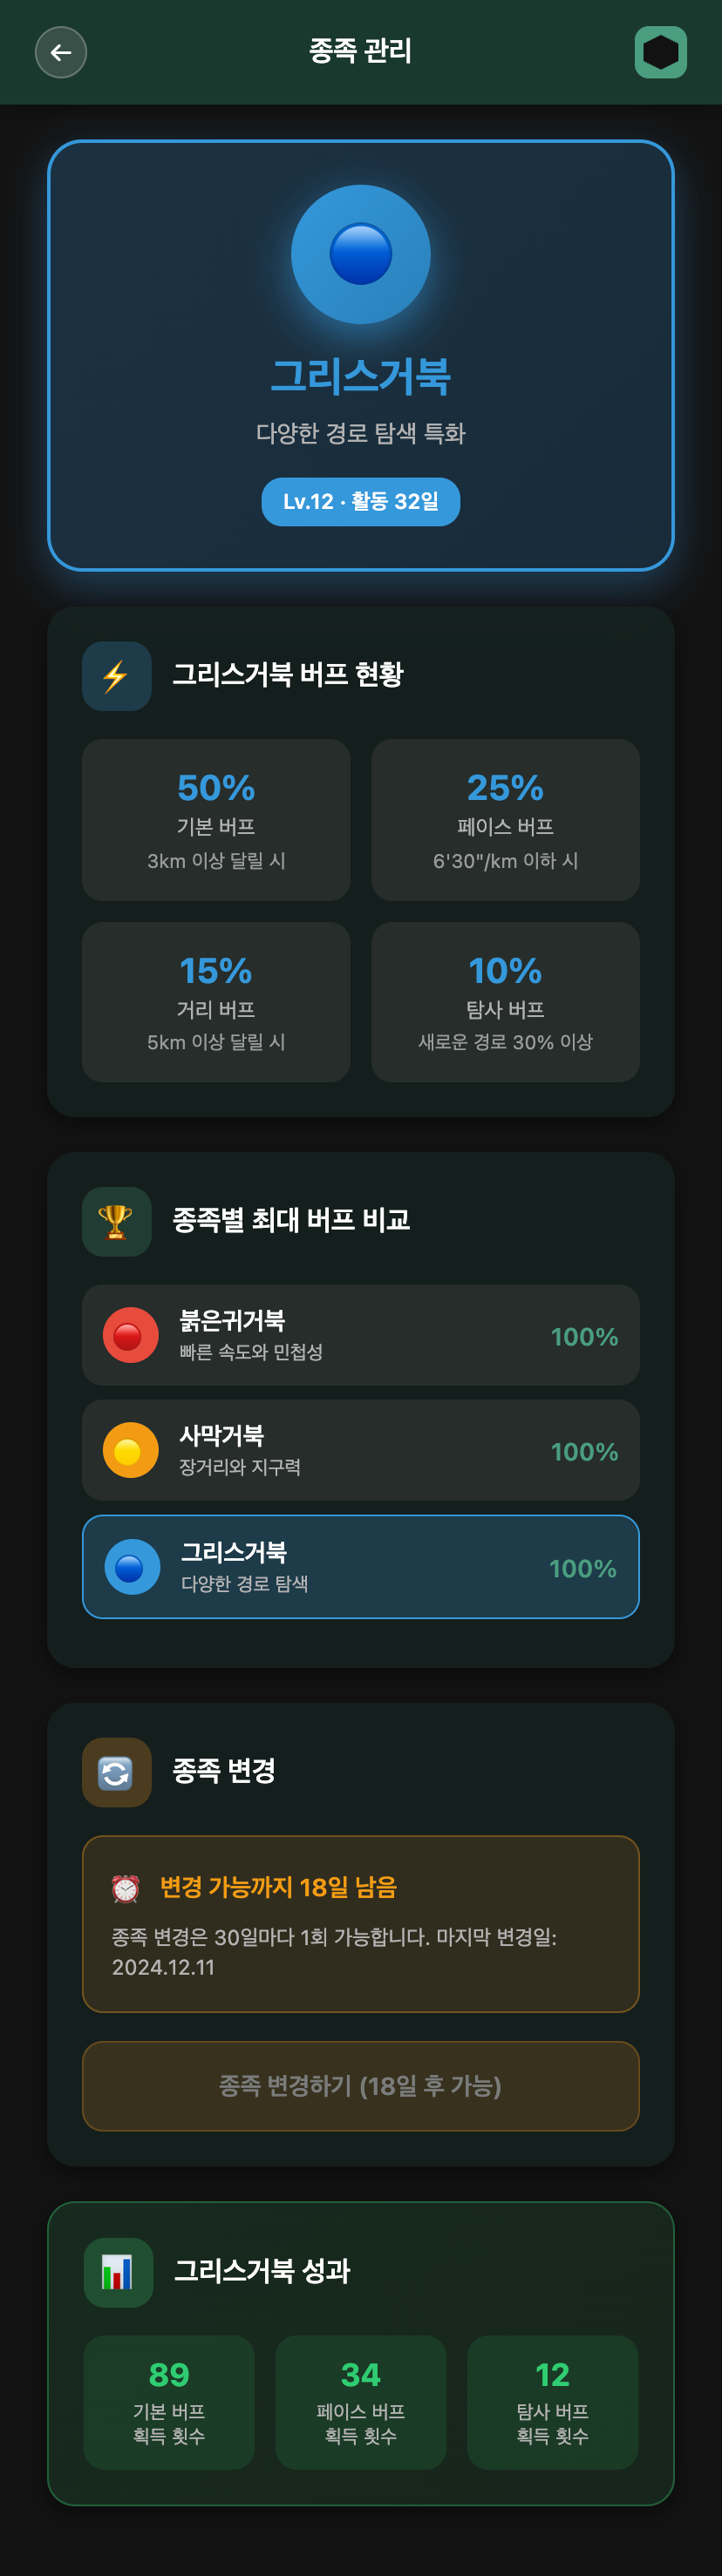 종족 관리
그리스거북
다양한 경로 탐색 특화
Lv.12 · 활동 32일
그리스거북 버프 현황
50%
기본 버프
3km 이상 달릴 시
25%
페이스 버프
6'30"/km 이하 시
15%
거리 버프
5km 이상 달릴 시
10%
탐사 버프
새로운 경로 30% 이상
종족별 최대 버프 비교
붉은귀거북
빠른 속도와 민첩성
100%
사막거북
장거리와 지구력
100%
그리스거북
다양한 경로 탐색
100%
종족 변경
변경 가능까지 18일 남음
종족 변경은 30일마다 1회 가능합니다. 마지막 변경일:
2024.12.11
종족 변경하기 (18일 후 가능)
그리스거북 성과
89
기본 버프
획득 횟수
34
페이스 버프
획득 횟수
12
탐사 버프
획득 횟수